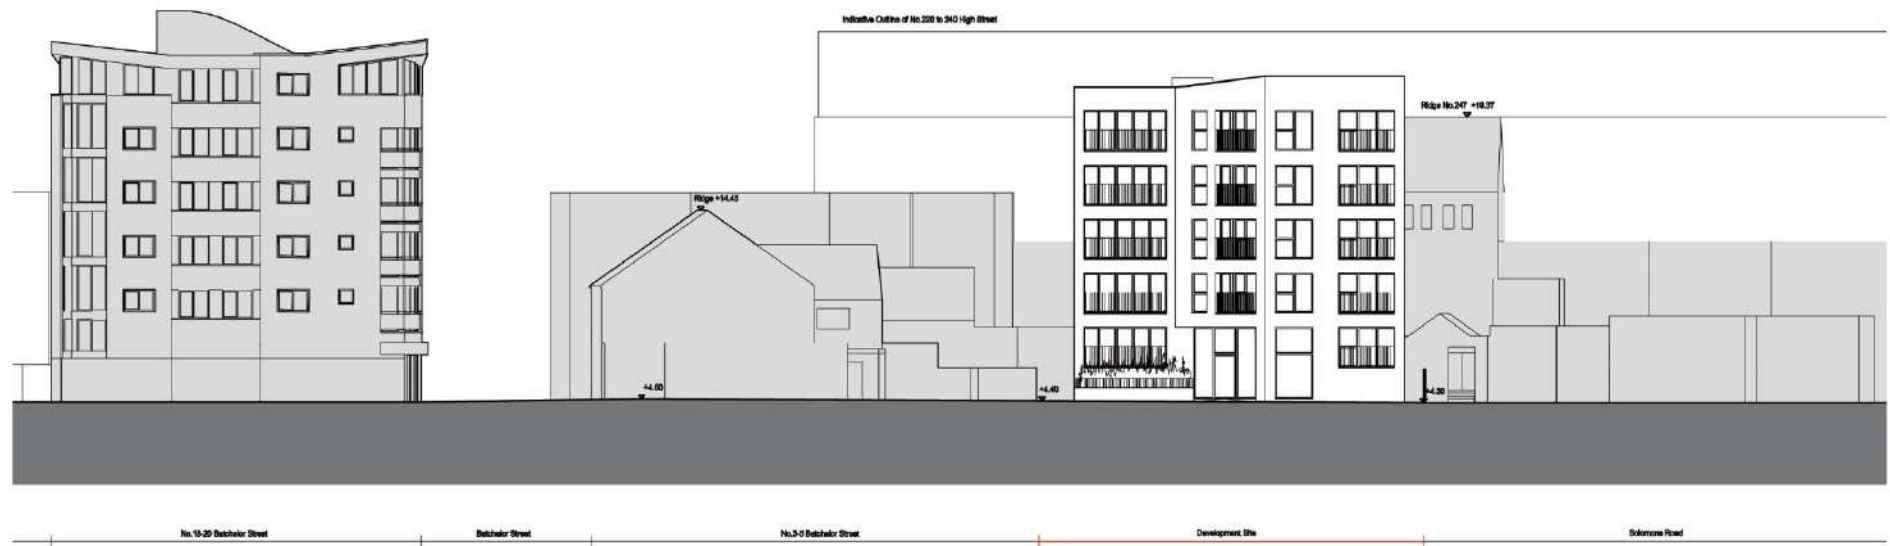 Indicative Outline of No.220 to 240 High Street
Ridge No.247 +18.37
Ridge +14.45
+4.60
+4.40
+4.30
No.18-20 Batchelor Street
Batchelor Street
No.3-5 Batchelor Street
Development Site
Solomons Road